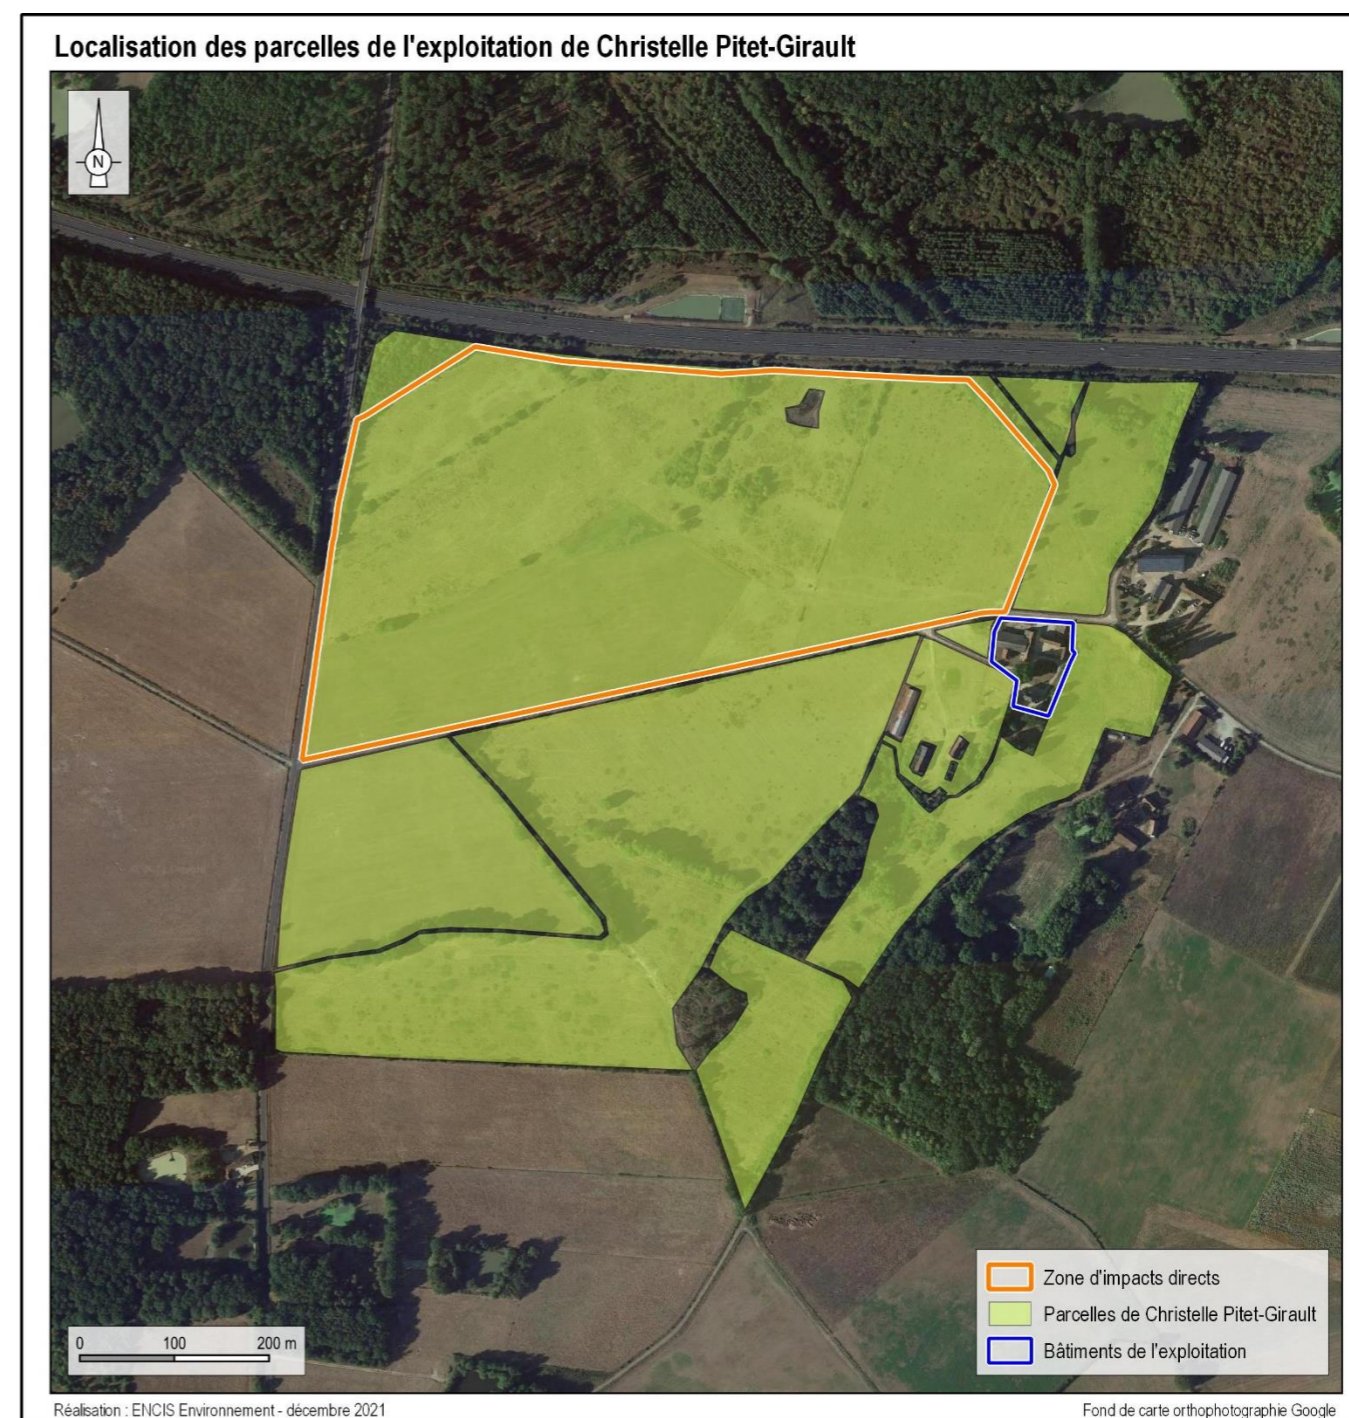 Localisation des parcelles de l'exploitation de Christelle Pitet-Girault
N
Zone d'impacts directs
Parcelles de Christelle Pitet-Girault
Bâtiments de l'exploitation
0 100 200 m
Réalisation : ENCIS Environnement - décembre 2021
Fond de carte orthophotographie Google